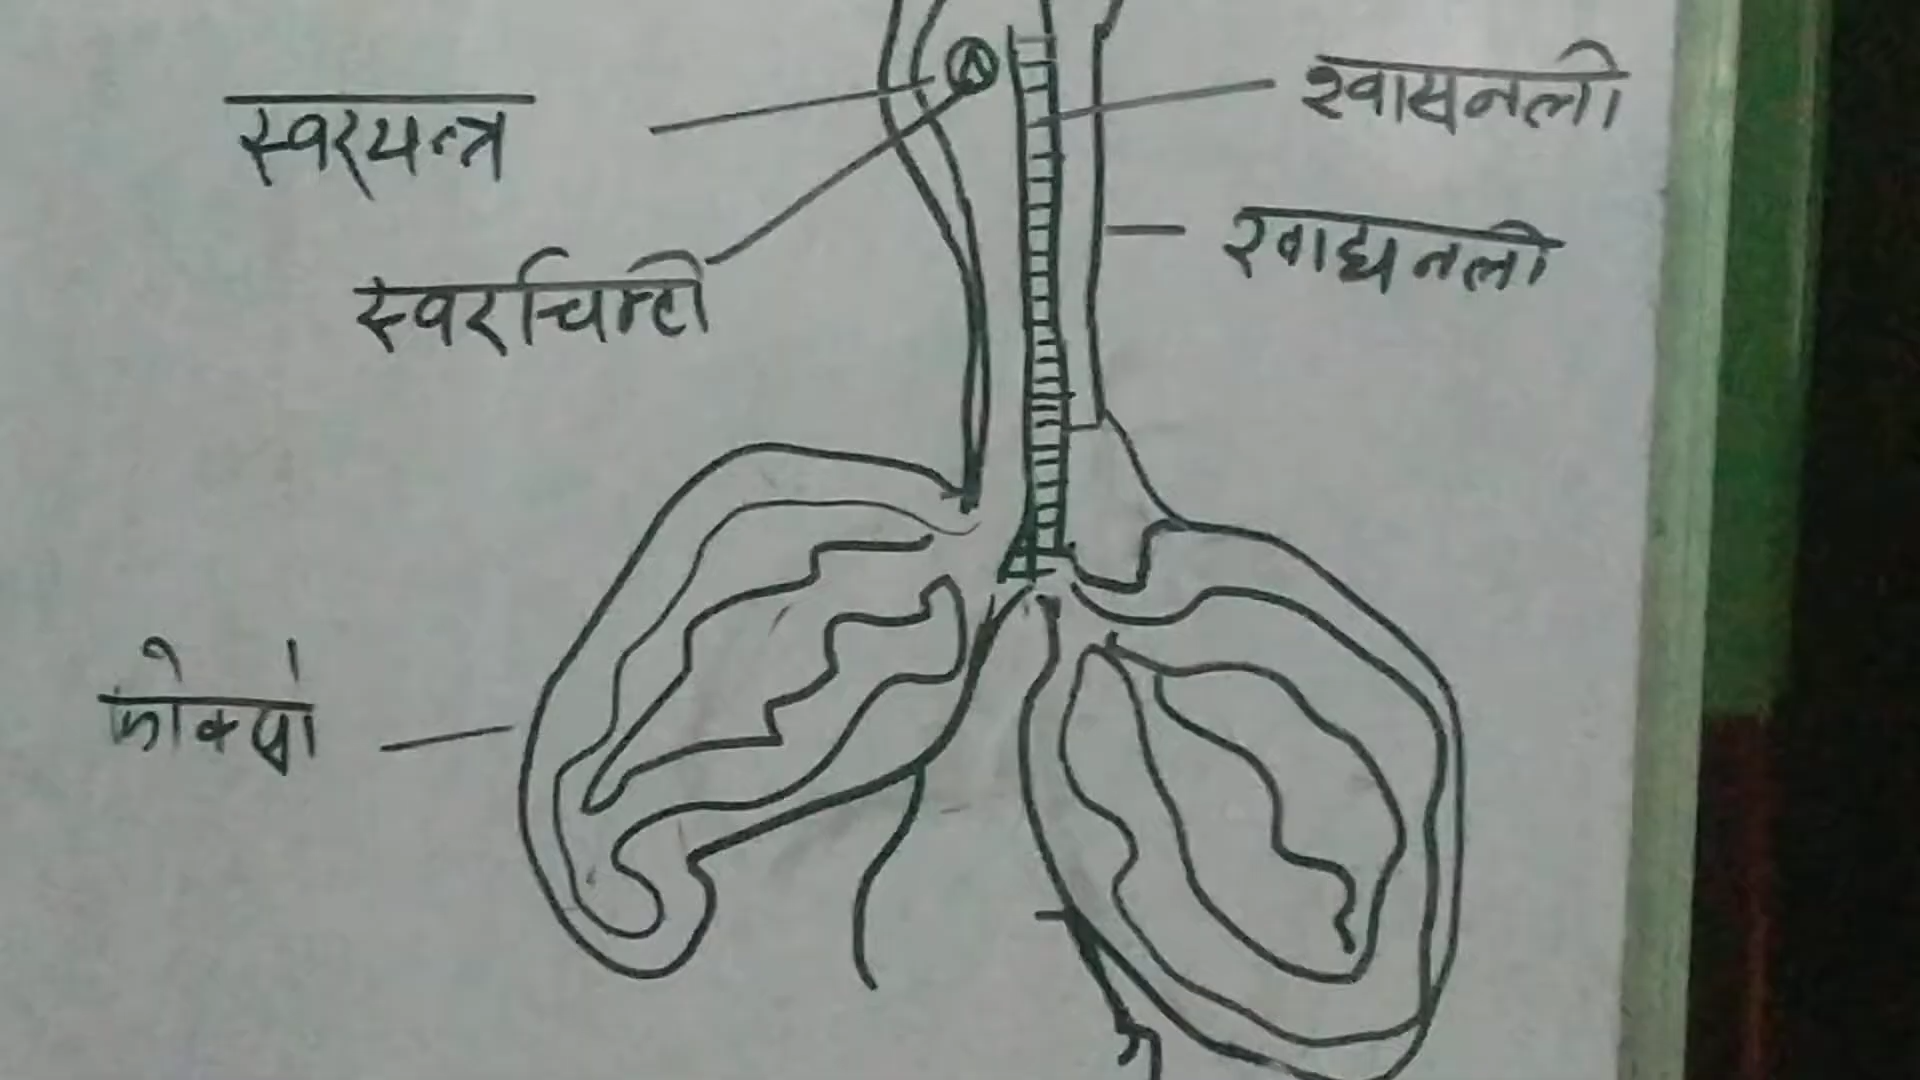 स्वरयन्त्र
श्वासनली
स्वरचिम्टी
खाद्यनली
फोक्सो